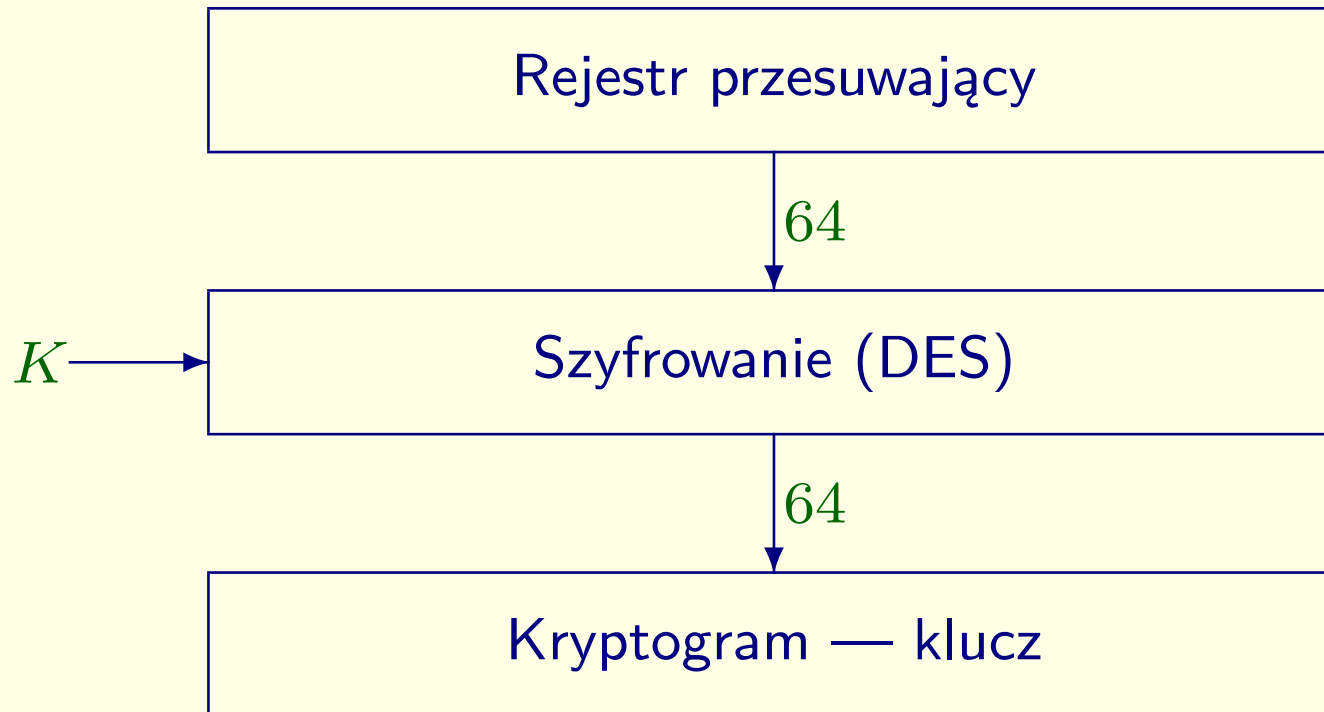 Rejestr przesuwający
64
K
Szyfrowanie (DES)
64
Kryptogram — klucz